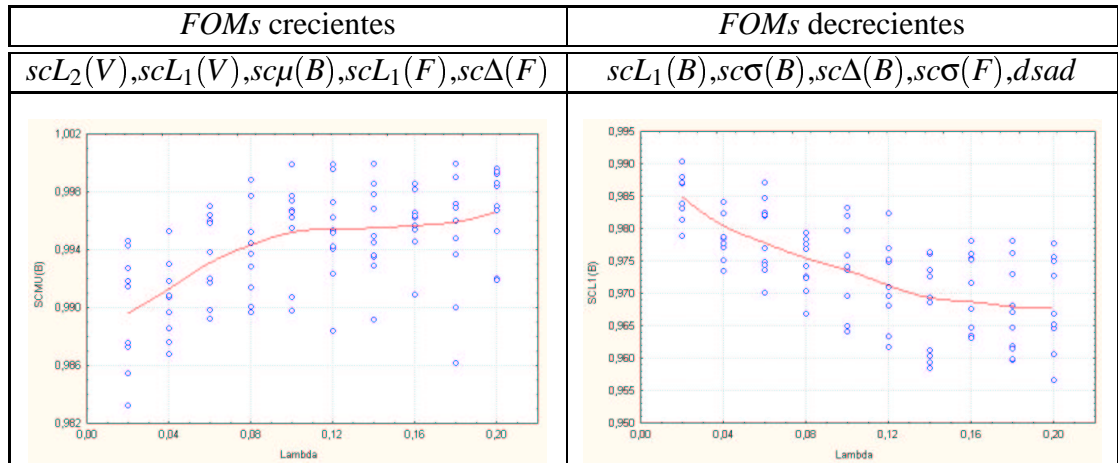 FOMs crecientes
FOMs decrecientes
scL₂(V),scL₁(V),scμ(B),scL₁(F),scΔ(F)
scL₁(B),scσ(B),scΔ(B),scσ(F),dsad
1,002
0,998
0,994
0,990
0,986
0,982
SCMU(B)
0,00 0,04 0,08 0,12 0,16 0,20
Lambda
0,995
0,990
0,985
0,980
0,975
0,970
0,965
0,960
0,955
0,950
SCL1(B)
0,00 0,04 0,08 0,12 0,16 0,20
Lambda